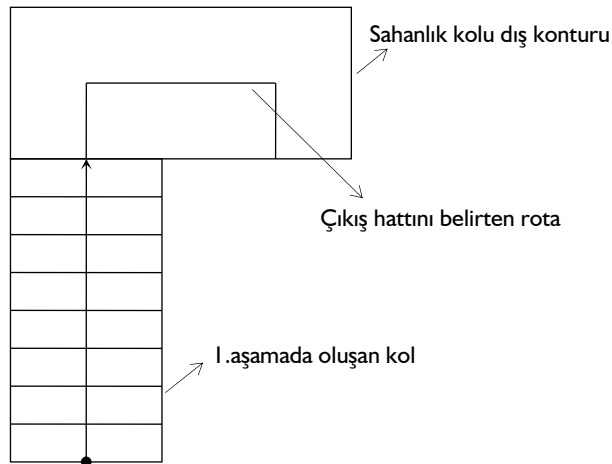 Sahanlık kolu dış konturu
Çıkış hattını belirten rota
1.aşamada oluşan kol